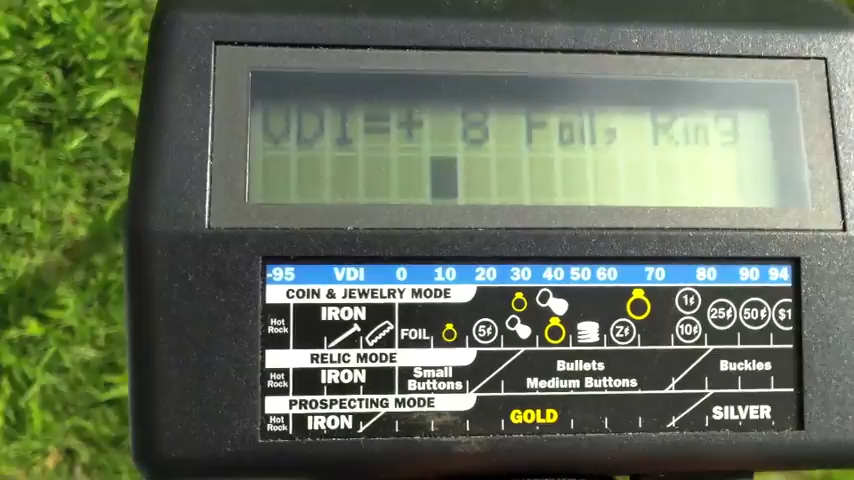 VDI=+ 8 Foil, Ring
-95 VDI 0 10 20 30 40 50 60 70 80 90 94
COIN & JEWELRY MODE
Hot Rock IRON FOIL 5¢ Z¢ 1¢ 10¢ 25¢ 50¢ $1
RELIC MODE
Hot Rock IRON Small Buttons Bullets Medium Buttons Buckles
PROSPECTING MODE
Hot Rock IRON GOLD SILVER